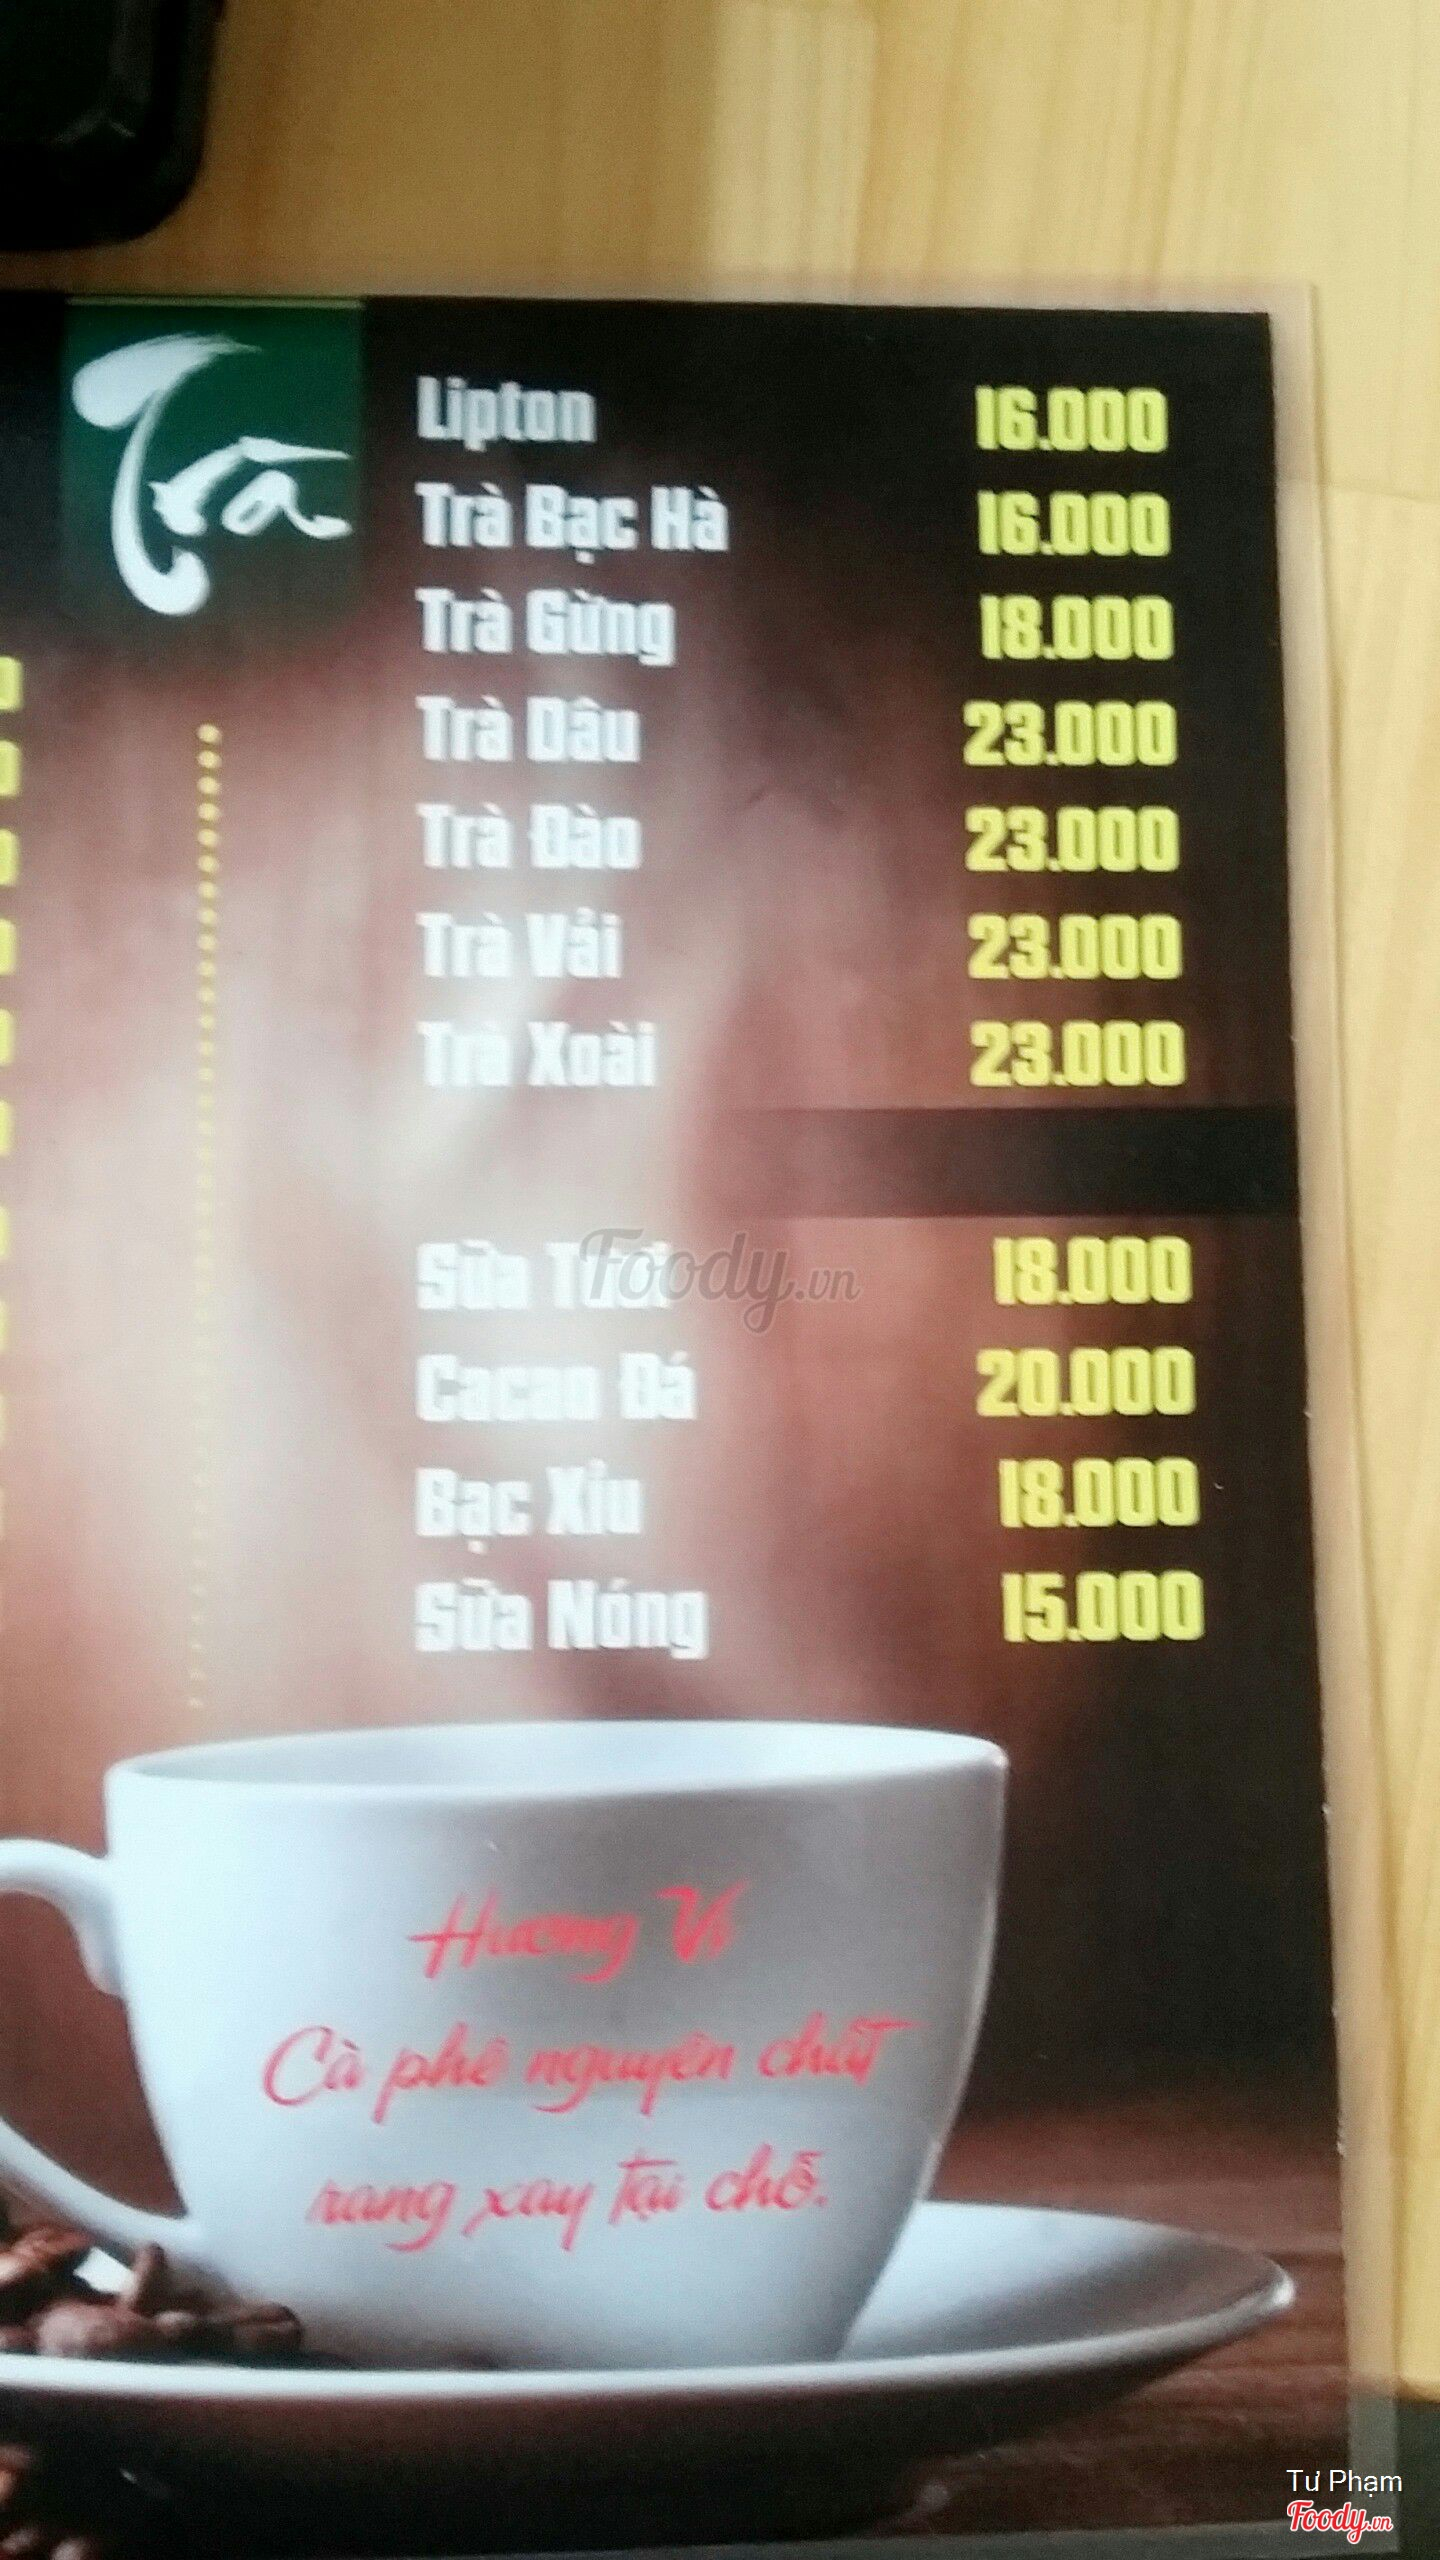 Trà
Lipton 16.000
Trà Bạc Hà 16.000
Trà Gừng 18.000
Trà Dâu 23.000
Trà Đào 23.000
Trà Vải 23.000
Trà Xoài 23.000
Sữa Tươi 18.000
Foody.vn
Cacao Đá 20.000
Bạc Xỉu 18.000
Sữa Nóng 15.000
Hương Vị
Cà phê nguyên chất
rang xay tại chỗ.
Tư Phạm
Foody.vn